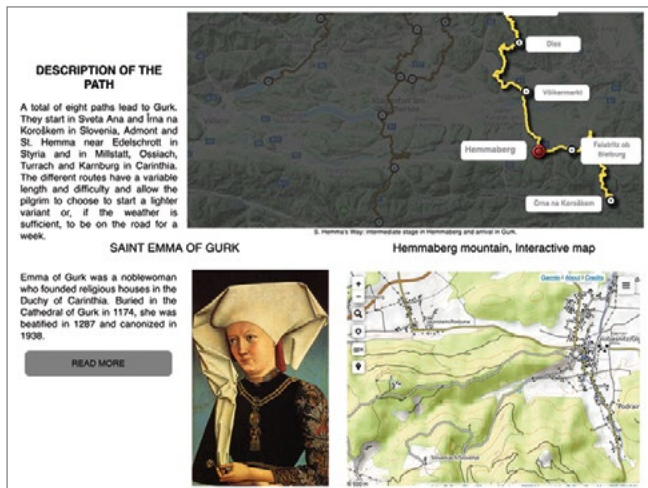 DESCRIPTION OF THE
PATH
A total of eight paths lead to Gurk.
They start in Sveta Ana and Îrna na
Koroškem in Slovenia, Admont and
St. Hemma near Edelschrott in
Styria and in Millstatt, Ossiach,
Turrach and Karnburg in Carinthia.
The different routes have a variable
length and difficulty and allow the
pilgrim to choose to start a lighter
variant or, if the weather is
sufficient, to be on the road for a
week.
Diex
Völkermarkt
Hemmaberg
Feistritz ob
Bleiburg
Črna na Korsåkem
S. Hemma's Way: intermediate stage in Hemmaberg and arrival in Gurk.
SAINT EMMA OF GURK
Emma of Gurk was a noblewoman
who founded religious houses in the
Duchy of Carinthia. Buried in the
Cathedral of Gurk in 1174, she was
beatified in 1287 and canonized in
1938.
READ MORE
Hemmaberg mountain, Interactive map
About
Credits